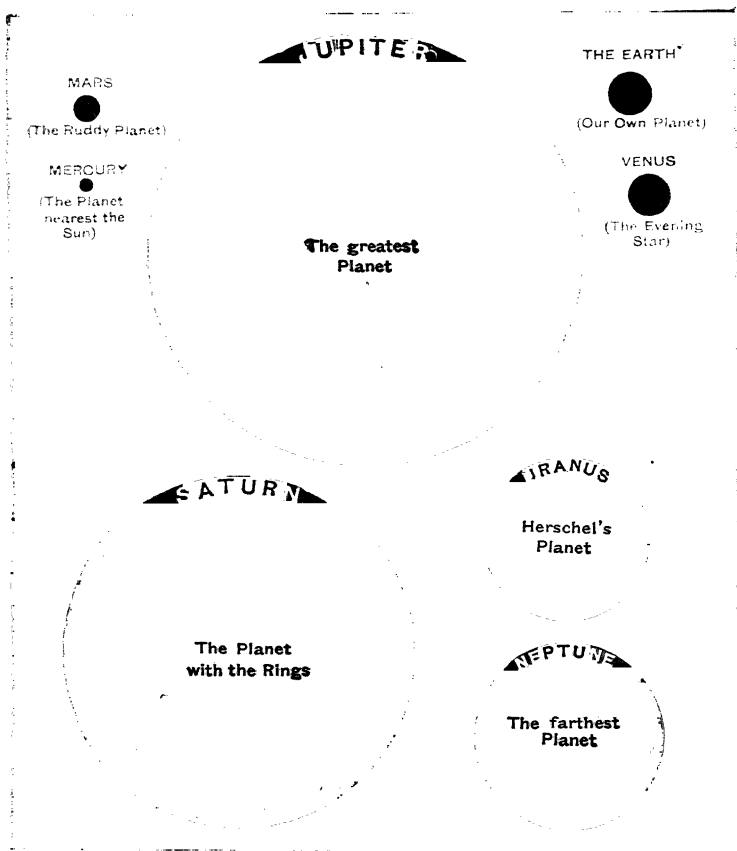 JUPITER
The greatest
Planet
MARS
(The Ruddy Planet)
MERCURY
(The Planet
nearest the
Sun)
THE EARTH
(Our Own Planet)
VENUS
(The Evening
Star)
SATURN
The Planet
with the Rings
URANUS
Herschel's
Planet
NEPTUNE
The farthest
Planet